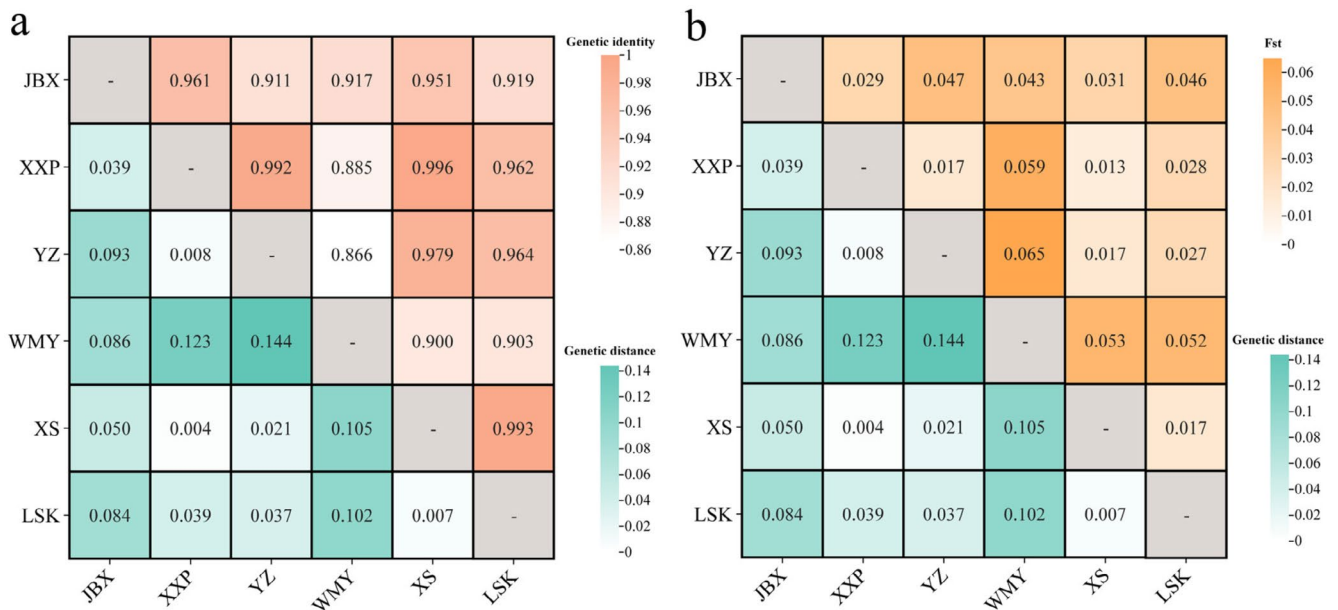 a
Genetic identity
JBX - 0.961 0.911 0.917 0.951 0.919
XXP 0.039 - 0.992 0.885 0.996 0.962
YZ 0.093 0.008 - 0.866 0.979 0.964
WMY 0.086 0.123 0.144 - 0.900 0.903
XS 0.050 0.004 0.021 0.105 - 0.993
LSK 0.084 0.039 0.037 0.102 0.007 -
JBX XXP YZ WMY XS LSK
1
0.98
0.96
0.94
0.92
0.9
0.88
0.86
Genetic distance
0.14
0.12
0.10
0.08
0.06
0.04
0.02
0
b
Fst
JBX - 0.029 0.047 0.043 0.031 0.046
XXP 0.039 - 0.017 0.059 0.013 0.028
YZ 0.093 0.008 - 0.065 0.017 0.027
WMY 0.086 0.123 0.144 - 0.053 0.052
XS 0.050 0.004 0.021 0.105 - 0.017
LSK 0.084 0.039 0.037 0.102 0.007 -
JBX XXP YZ WMY XS LSK
0.06
0.05
0.04
0.03
0.02
0.01
0
Genetic distance
0.14
0.12
0.10
0.08
0.06
0.04
0.02
0